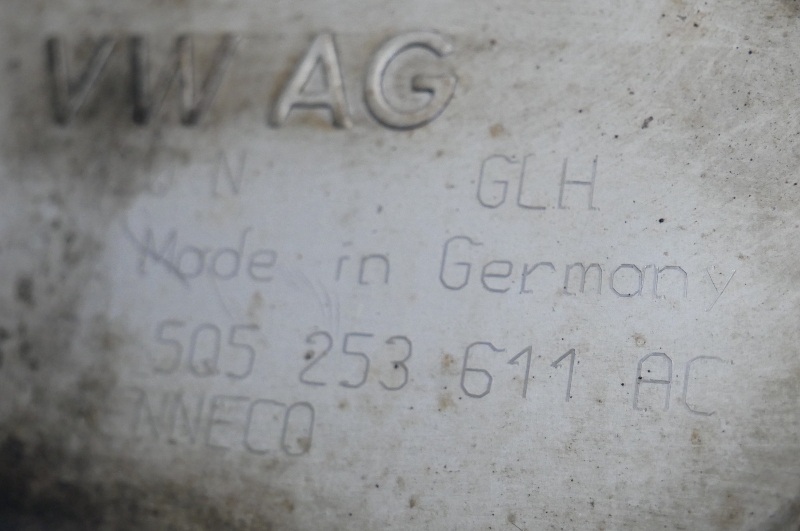 VW AG
N GLH
Made in Germany
5Q5 253 611 AC
NNECO